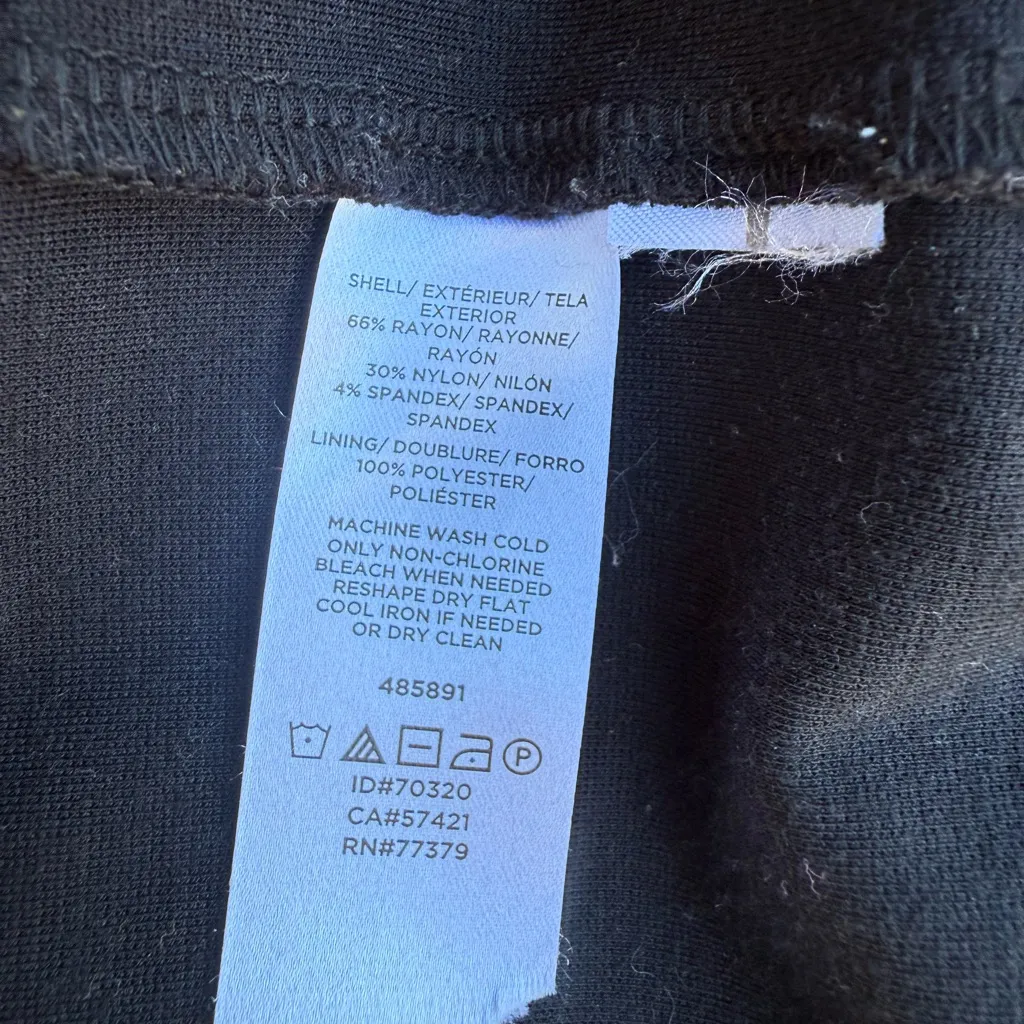 SHELL/ EXTÉRIEUR/ TELA
EXTERIOR
66% RAYON/ RAYONNE/
RAYÓN
30% NYLON/ NILÓN
4% SPANDEX/ SPANDEX/
SPANDEX
LINING/ DOUBLURE/ FORRO
100% POLYESTER/
POLIÉSTER
MACHINE WASH COLD
ONLY NON-CHLORINE
BLEACH WHEN NEEDED
RESHAPE DRY FLAT
COOL IRON IF NEEDED
OR DRY CLEAN
485891
P
ID#70320
CA#57421
RN#77379